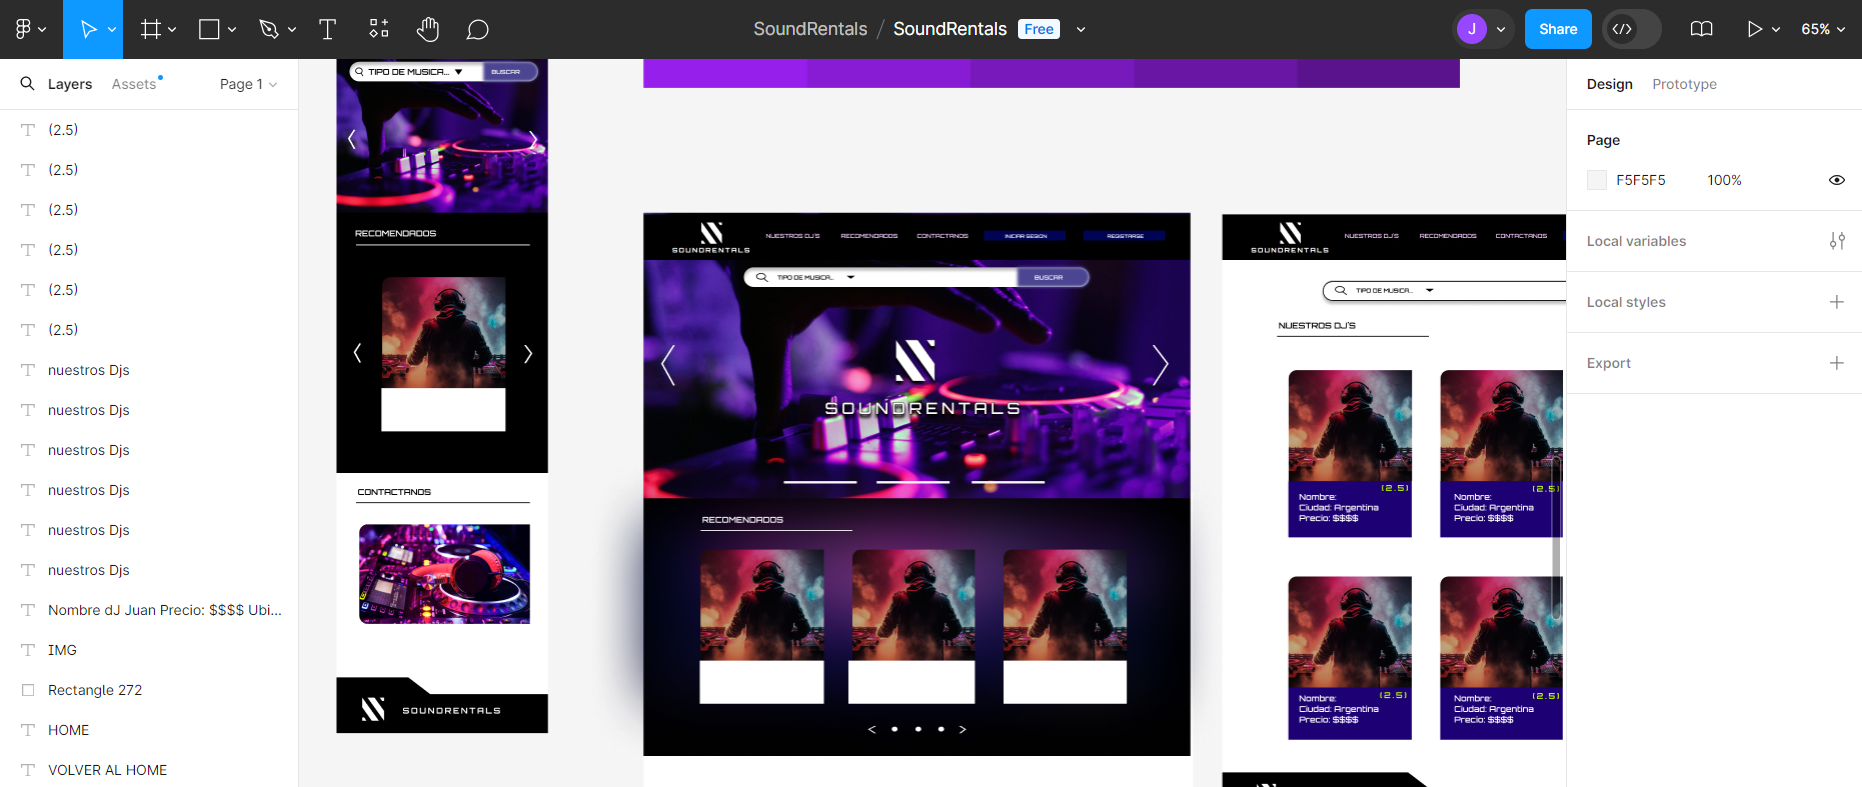 SoundRentals / SoundRentals Free
J
Share
65%
Layers
Assets
Page 1
(2.5)
(2.5)
(2.5)
(2.5)
(2.5)
(2.5)
nuestros Djs
nuestros Djs
nuestros Djs
nuestros Djs
nuestros Djs
nuestros Djs
Nombre dJ Juan Precio: $$$$ Ubi...
IMG
Rectangle 272
HOME
VOLVER AL HOME
TIPO DE MUSICA...
BUSCAR
RECOMENDADOS
CONTACTANOS
SOUNDRENTALS
SOUNDRENTALS
NUESTROS DJ'S
RECOMENDADOS
CONTACTANOS
INICIAR SESION
REGISTARSE
TIPO DE MUSICA...
BUSCAR
SOUNDRENTALS
RECOMENDADOS
SOUNDRENTALS
NUESTROS DJ'S
RECOMENDADOS
CONTACTANOS
TIPO DE MUSICA...
NUESTROS DJ'S
(2.5)
Nombre:
Ciudad: Argentina
Precio: $$$$
(2.5)
Nombre:
Ciudad: Argentina
Precio: $$$$
(2.5)
Nombre:
Ciudad: Argentina
Precio: $$$$
(2.5)
Nombre:
Ciudad: Argentina
Precio: $$$$
Design
Prototype
Page
F5F5F5
100%
Local variables
Local styles
Export